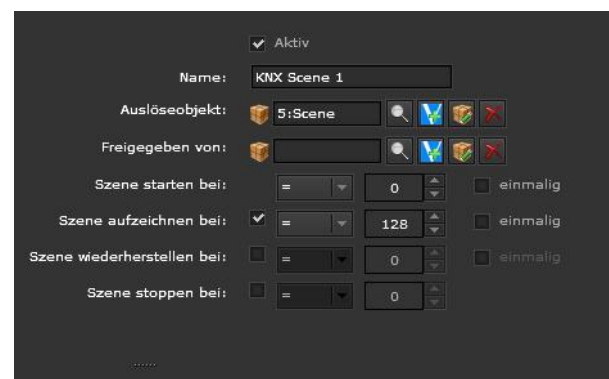 Aktiv
Name: KNX Scene 1
Auslöseobjekt: 5:Scene
Freigegeben von:
Szene starten bei: = 0 einmalig
Szene aufzeichnen bei: = 128 einmalig
Szene wiederherstellen bei: = 0 einmalig
Szene stoppen bei: = 0